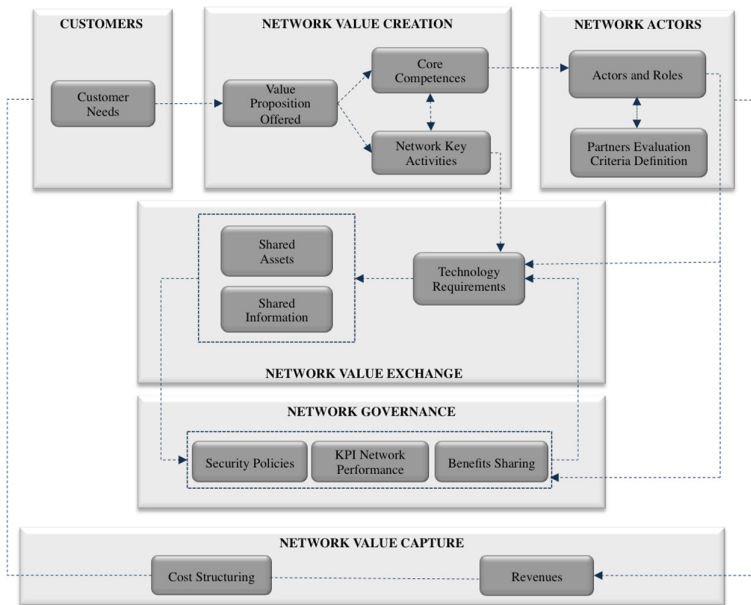 CUSTOMERS
Customer
Needs
NETWORK VALUE CREATION
Value
Proposition
Offered
Core
Competences
Network Key
Activities
NETWORK ACTORS
Actors and Roles
Partners Evaluation
Criteria Definition
Shared
Assets
Shared
Information
Technology
Requirements
NETWORK VALUE EXCHANGE
NETWORK GOVERNANCE
Security Policies
KPI Network
Performance
Benefits Sharing
NETWORK VALUE CAPTURE
Cost Structuring
Revenues